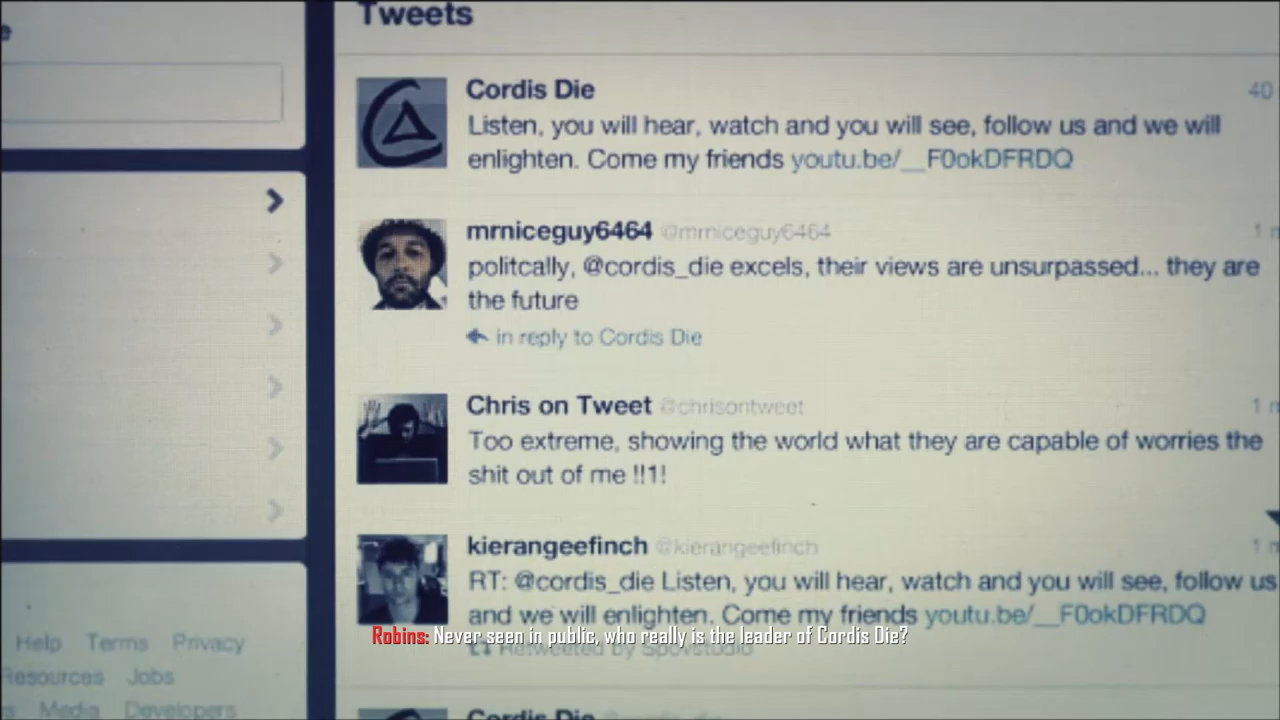 Tweets
Cordis Die
40
Listen, you will hear, watch and you will see, follow us and we will
enlighten. Come my friends youtu.be/__F0okDFRDQ
mrniceguy6464 @mrniceguy6464
politcally, @cordis_die excels, their views are unsurpassed... they are
the future
in reply to Cordis Die
Chris on Tweet @chrisontweet
Too extreme, showing the world what they are capable of worries the
shit out of me !!1!
kierangeefinch @kierangeefinch
RT: @cordis_die Listen, you will hear, watch and you will see, follow us
and we will enlighten. Come my friends youtu.be/__F0okDFRDQ
Robins: Never seen in public, who really is the leader of Cordis Die?
Retweeted by Spovstudio
Cordis Die @cordis_die
Help Terms Privacy
Resources Jobs
Media Developers